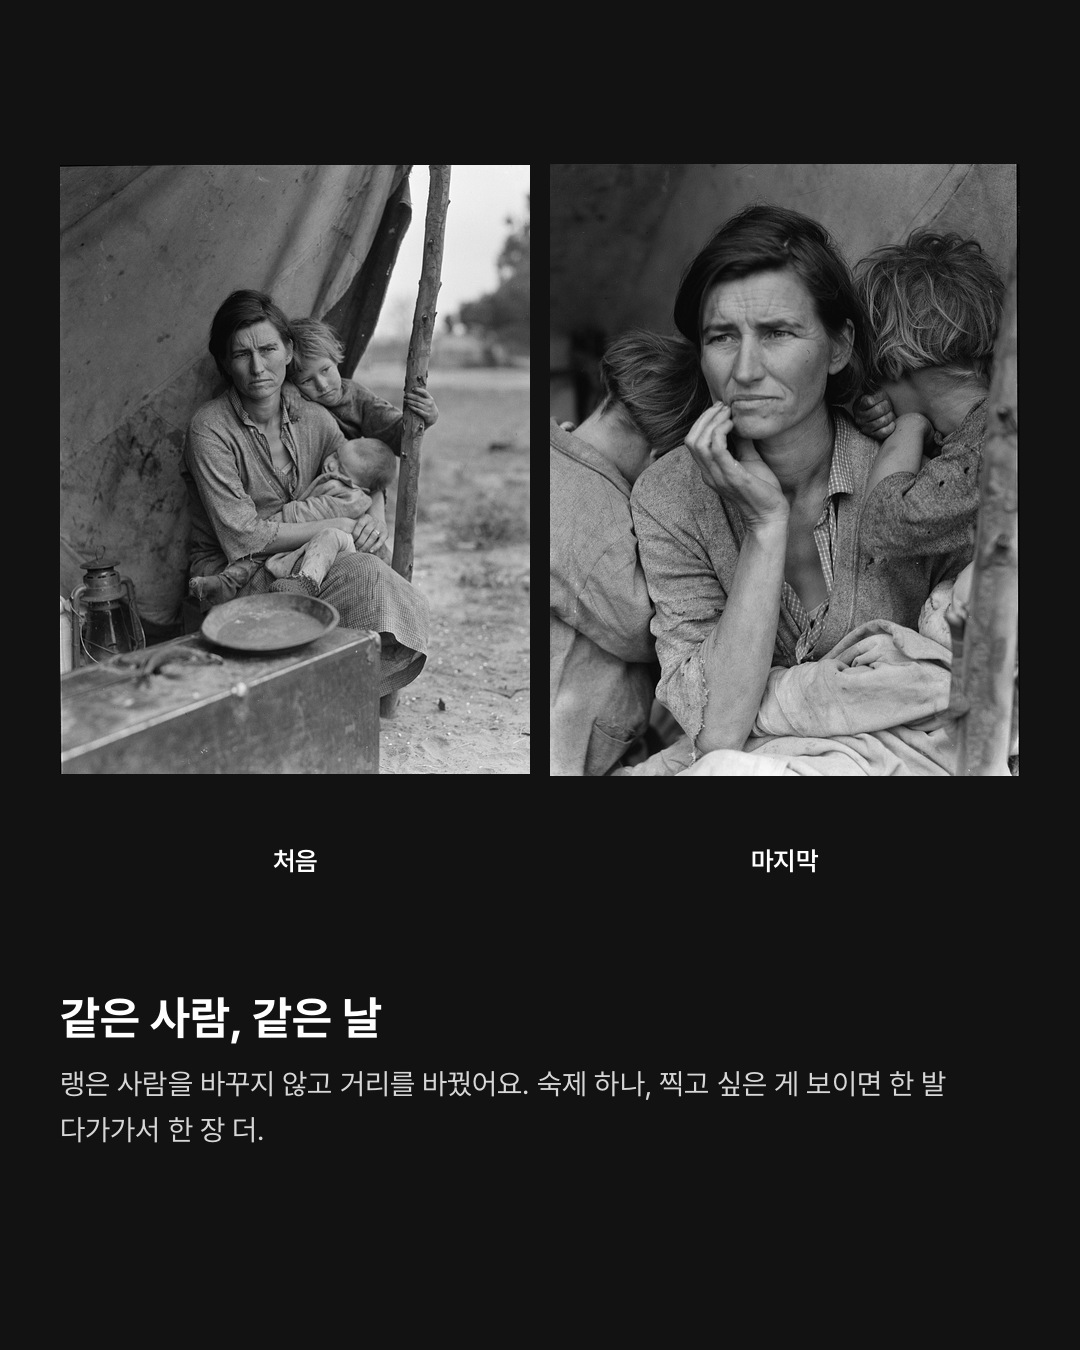 처음
마지막
같은 사람, 같은 날
랭은 사람을 바꾸지 않고 거리를 바꿨어요. 숙제 하나, 찍고 싶은 게 보이면 한 발
다가가서 한 장 더.